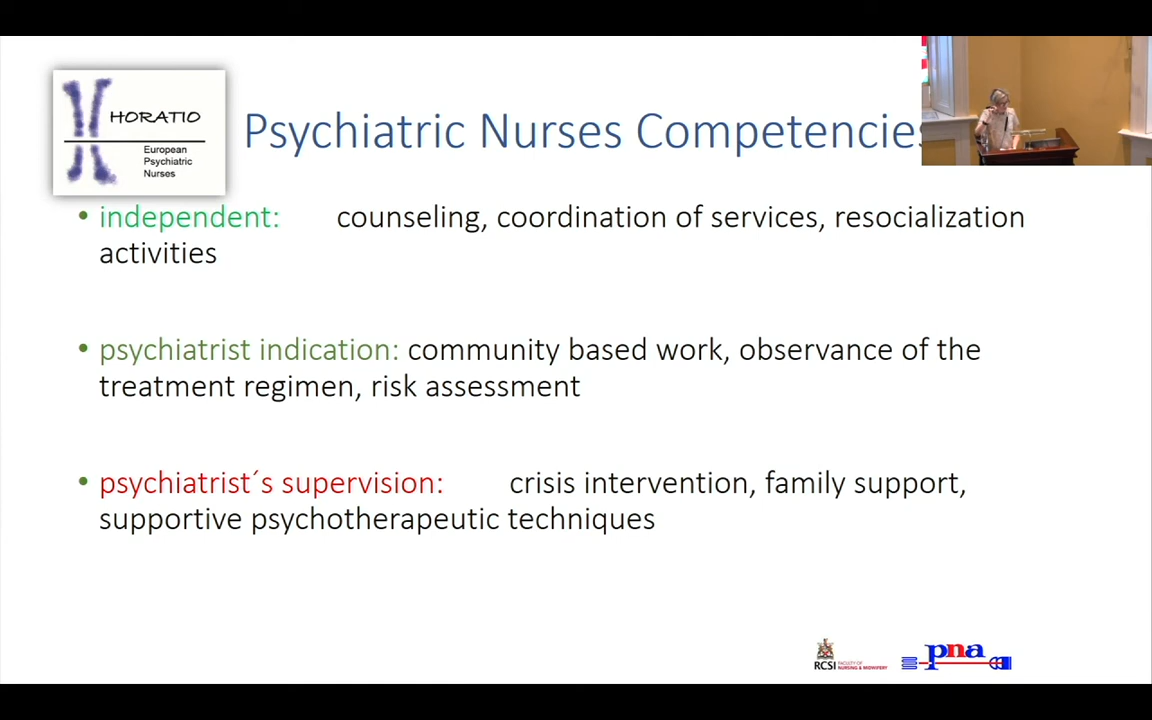 HORATIO
European
Psychiatric
Nurses
Psychiatric Nurses Competencies
• independent: counseling, coordination of services, resocialization
activities
• psychiatrist indication: community based work, observance of the
treatment regimen, risk assessment
• psychiatrist´s supervision: crisis intervention, family support,
supportive psychotherapeutic techniques
RCSI FACULTY OF
NURSING & MIDWIFERY
pna